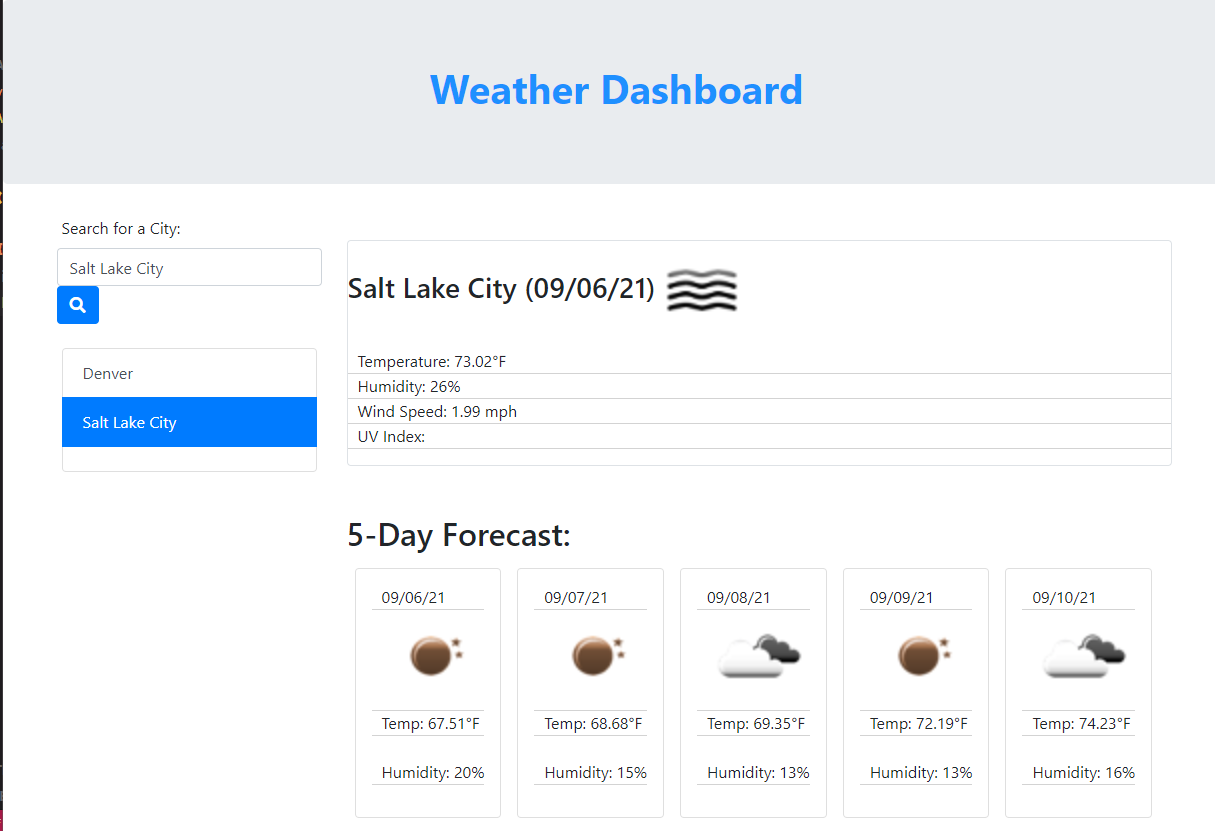 Weather Dashboard
Search for a City:
Salt Lake City
Denver
Salt Lake City
Salt Lake City (09/06/21)
Temperature: 73.02°F
Humidity: 26%
Wind Speed: 1.99 mph
UV Index:
5-Day Forecast:
09/06/21
Temp: 67.51°F
Humidity: 20%
09/07/21
Temp: 68.68°F
Humidity: 15%
09/08/21
Temp: 69.35°F
Humidity: 13%
09/09/21
Temp: 72.19°F
Humidity: 13%
09/10/21
Temp: 74.23°F
Humidity: 16%